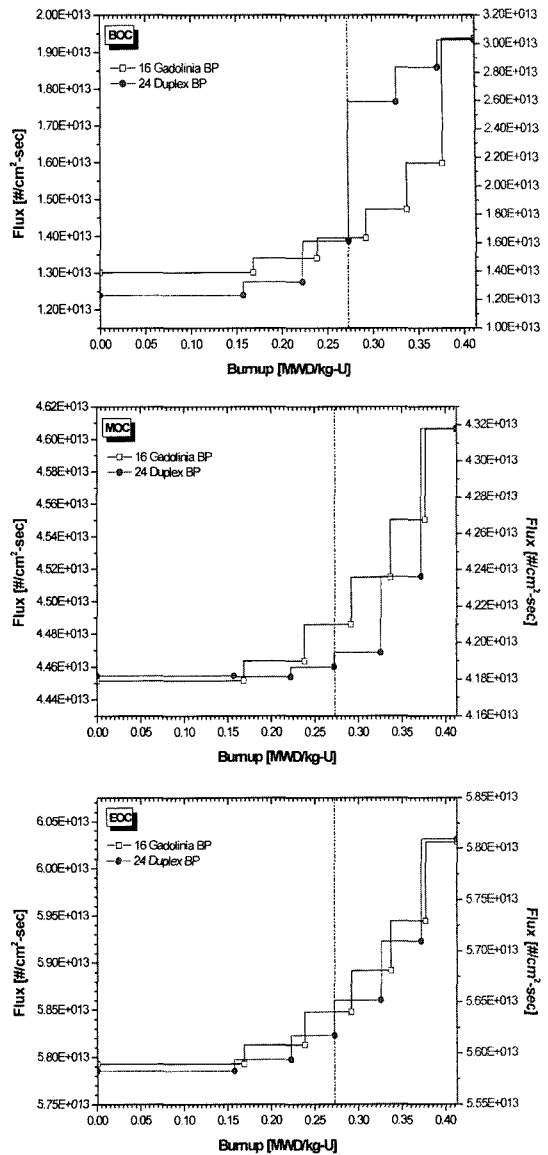 BOC
16 Gadolinia BP
24 Duplex BP
Flux [#/cm²-sec]
2.00E+013
1.90E+013
1.80E+013
1.70E+013
1.60E+013
1.50E+013
1.40E+013
1.30E+013
1.20E+013
3.20E+013
3.00E+013
2.80E+013
2.60E+013
2.40E+013
2.20E+013
2.00E+013
1.80E+013
1.60E+013
1.40E+013
1.20E+013
1.00E+013
0.00 0.05 0.10 0.15 0.20 0.25 0.30 0.35 0.40
Burnup [MWD/kg-U]
MOC
16 Gadolinia BP
24 Duplex BP
Flux [#/cm²-sec]
4.62E+013
4.60E+013
4.58E+013
4.56E+013
4.54E+013
4.52E+013
4.50E+013
4.48E+013
4.46E+013
4.44E+013
4.32E+013
4.30E+013
4.28E+013
4.26E+013
4.24E+013
4.22E+013
4.20E+013
4.18E+013
4.16E+013
Flux [#/cm²-sec]
0.00 0.05 0.10 0.15 0.20 0.25 0.30 0.35 0.40
Burnup [MWD/kg-U]
EOC
16 Gadolinia BP
24 Duplex BP
Flux [#/cm²-sec]
6.05E+013
6.00E+013
5.95E+013
5.90E+013
5.85E+013
5.80E+013
5.75E+013
5.85E+013
5.80E+013
5.75E+013
5.70E+013
5.65E+013
5.60E+013
5.55E+013
Flux [#/cm²-sec]
0.00 0.05 0.10 0.15 0.20 0.25 0.30 0.35 0.40
Burnup [MWD/kg-U]